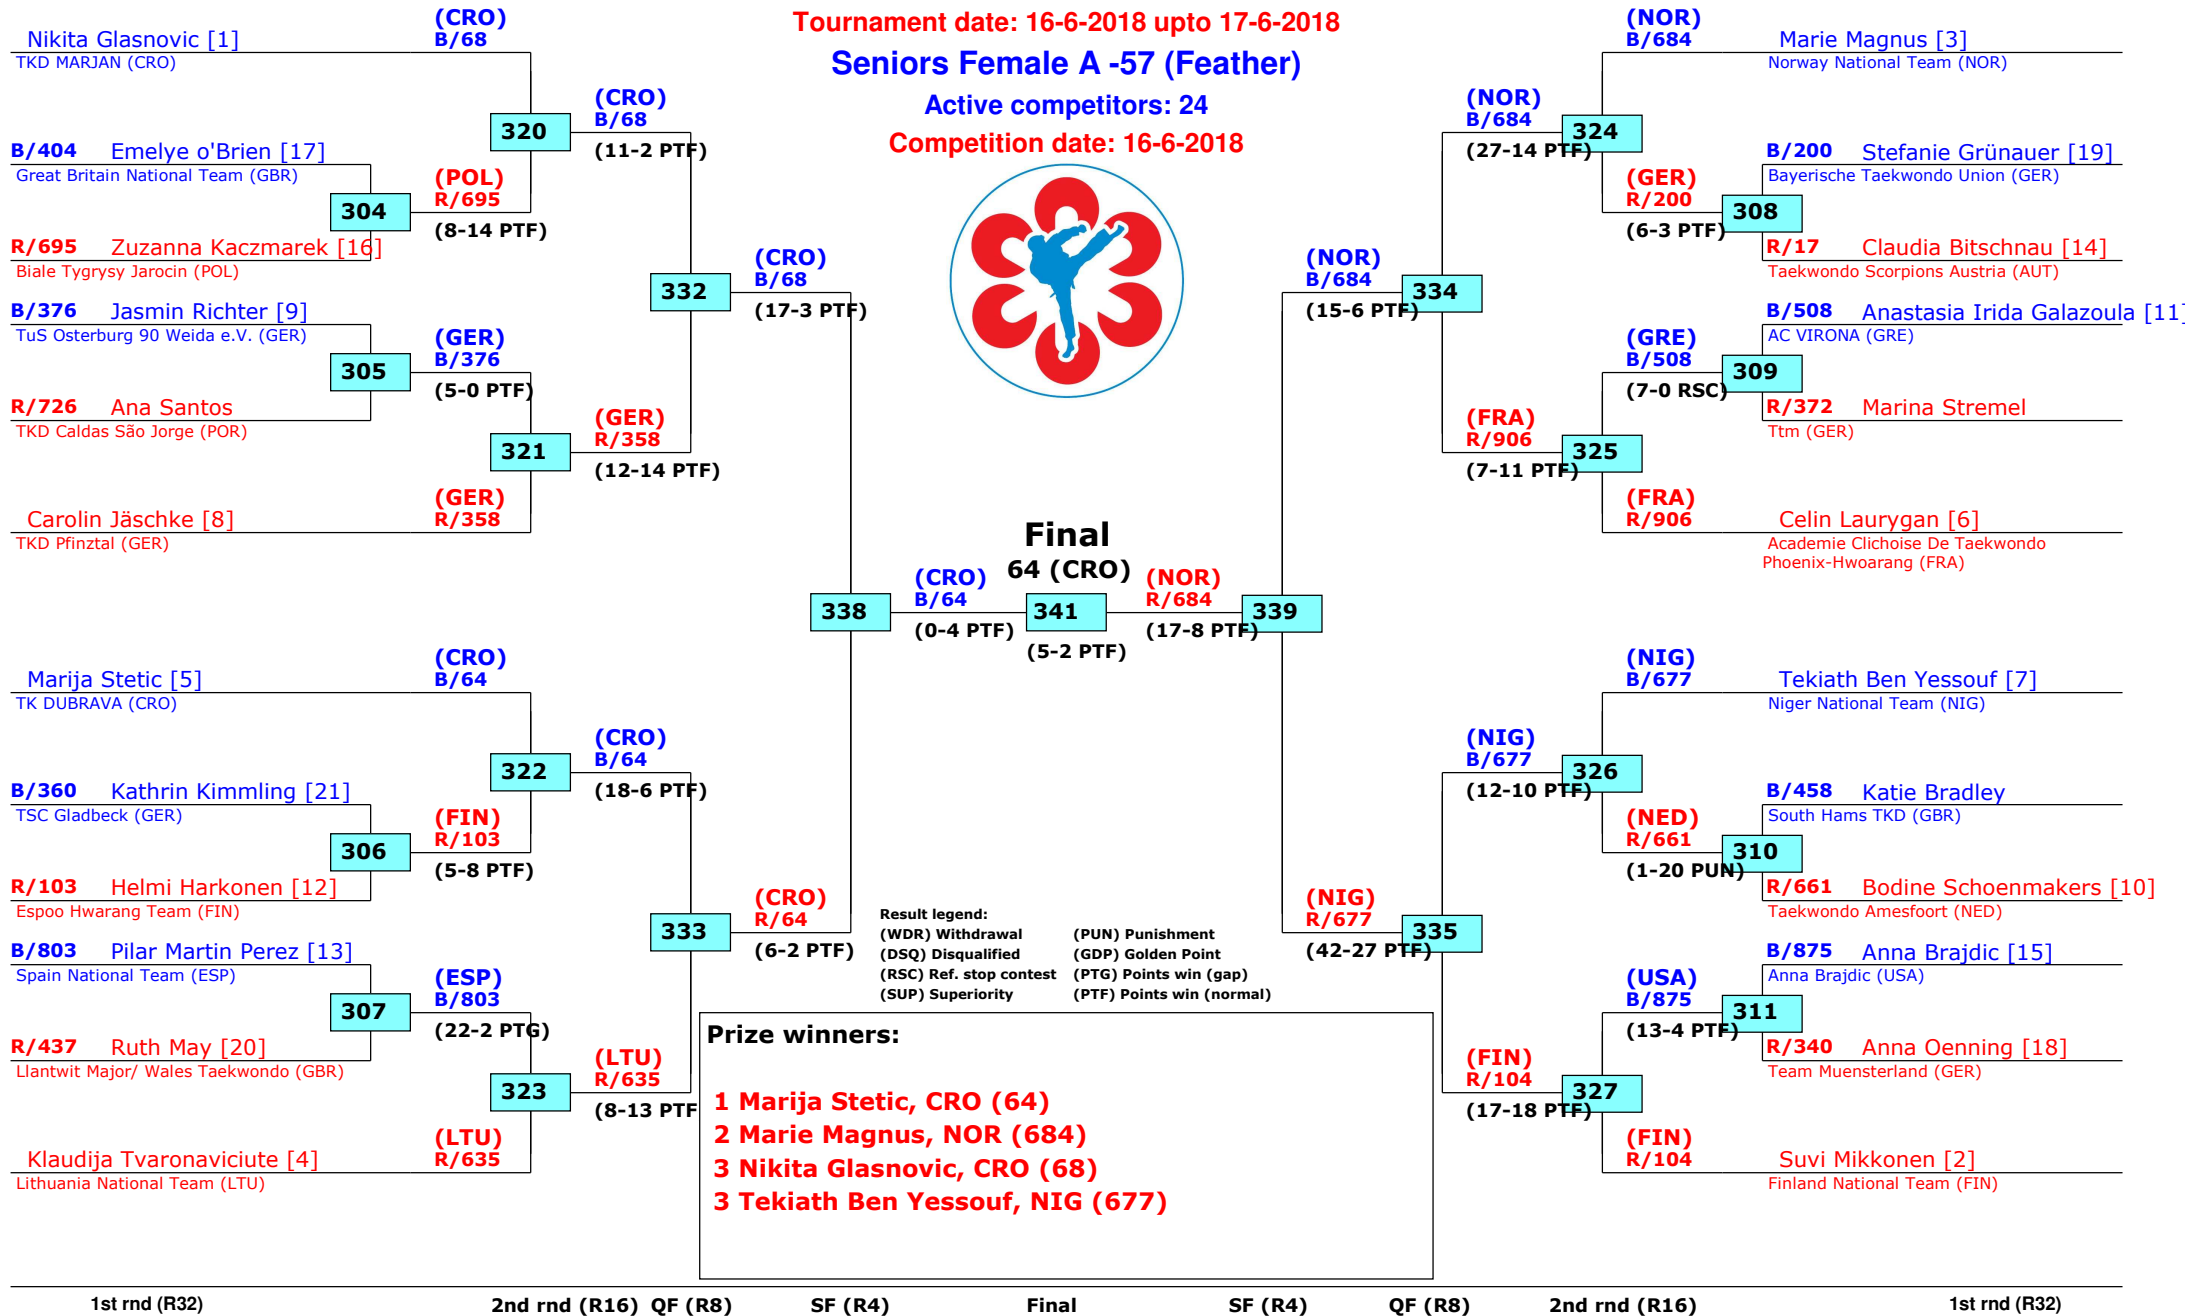 Tournament date: 16-6-2018 upto 17-6-2018
Seniors Female A -57 (Feather)
Active competitors: 24
Competition date: 16-6-2018
Nikita Glasnovic [1]
TKD MARJAN (CRO)
(CRO)
B/68
B/404 Emelye o'Brien [17]
Great Britain National Team (GBR)
304
R/695 Zuzanna Kaczmarek [16]
Biale Tygrysy Jarocin (POL)
(POL)
R/695
(8-14 PTF)
320
(CRO)
B/68
(11-2 PTF)
B/376 Jasmin Richter [9]
TuS Osterburg 90 Weida e.V. (GER)
305
R/726 Ana Santos
TKD Caldas São Jorge (POR)
(GER)
B/376
(5-0 PTF)
321
(GER)
R/358
(12-14 PTF)
Carolin Jäschke [8]
TKD Pfinztal (GER)
(GER)
R/358
332
(CRO)
B/68
(17-3 PTF)
Marija Stetic [5]
TK DUBRAVA (CRO)
(CRO)
B/64
B/360 Kathrin Kimmling [21]
TSC Gladbeck (GER)
306
R/103 Helmi Harkonen [12]
Espoo Hwarang Team (FIN)
(FIN)
R/103
(5-8 PTF)
322
(CRO)
B/64
(18-6 PTF)
B/803 Pilar Martin Perez [13]
Spain National Team (ESP)
307
R/437 Ruth May [20]
Llantwit Major/ Wales Taekwondo (GBR)
(ESP)
B/803
(22-2 PTG)
323
(LTU)
R/635
(8-13 PTF
Klaudija Tvaronaviciute [4]
Lithuania National Team (LTU)
(LTU)
R/635
333
(CRO)
R/64
(6-2 PTF)
338
(CRO)
B/64
(0-4 PTF)
Final
64 (CRO)
341
(5-2 PTF)
(NOR)
R/684
(17-8 PTF)
339
(NOR)
B/684
(15-6 PTF)
334
(NOR)
B/684
(27-14 PTF)
324
(NOR)
B/684
Marie Magnus [3]
Norway National Team (NOR)
(GER)
R/200
(6-3 PTF)
308
B/200 Stefanie Grünauer [19]
Bayerische Taekwondo Union (GER)
R/17 Claudia Bitschnau [14]
Taekwondo Scorpions Austria (AUT)
B/508 Anastasia Irida Galazoula [11]
AC VIRONA (GRE)
(GRE)
B/508
(7-0 RSC)
309
R/372 Marina Stremel
Ttm (GER)
(FRA)
R/906
(7-11 PTF)
325
(FRA)
R/906
Celin Laurygan [6]
Academie Clichoise De Taekwondo
Phoenix-Hwoarang (FRA)
(NIG)
B/677
Tekiath Ben Yessouf [7]
Niger National Team (NIG)
(NIG)
B/677
(12-10 PTF)
326
B/458 Katie Bradley
South Hams TKD (GBR)
(NED)
R/661
(1-20 PUN)
310
R/661 Bodine Schoenmakers [10]
Taekwondo Amesfoort (NED)
(NIG)
R/677
(42-27 PTF)
335
B/875 Anna Brajdic [15]
Anna Brajdic (USA)
(USA)
B/875
(13-4 PTF)
311
R/340 Anna Oenning [18]
Team Muensterland (GER)
(FIN)
R/104
(17-18 PTF)
327
(FIN)
R/104
Suvi Mikkonen [2]
Finland National Team (FIN)
Result legend:
(WDR) Withdrawal (PUN) Punishment
(DSQ) Disqualified (GDP) Golden Point
(RSC) Ref. stop contest (PTG) Points win (gap)
(SUP) Superiority (PTF) Points win (normal)
Prize winners:
1 Marija Stetic, CRO (64)
2 Marie Magnus, NOR (684)
3 Nikita Glasnovic, CRO (68)
3 Tekiath Ben Yessouf, NIG (677)
1st rnd (R32) 2nd rnd (R16) QF (R8) SF (R4) Final SF (R4) QF (R8) 2nd rnd (R16) 1st rnd (R32)